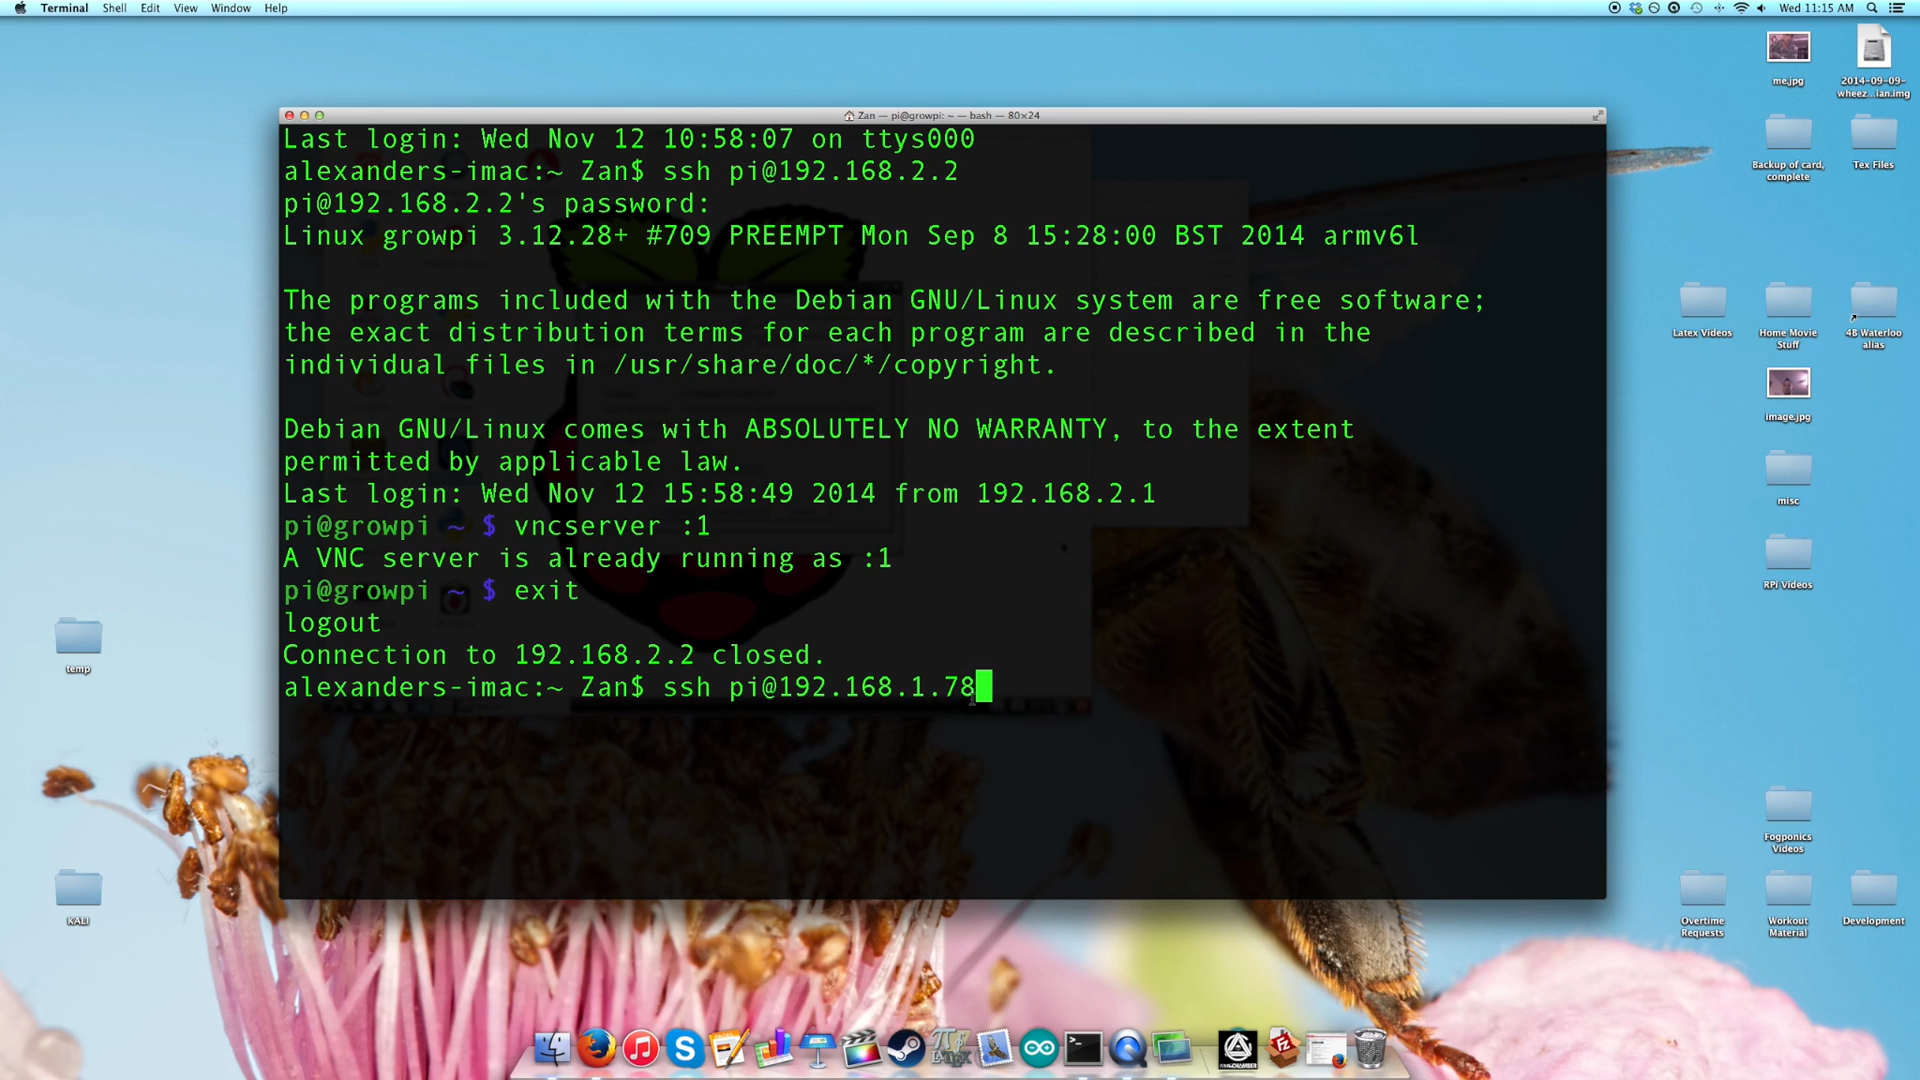 Terminal Shell Edit View Window Help
Wed 11:15 AM
me.jpg
2014-09-09-
wheez...ian.img
Zan — pi@growpi: ~ — bash — 80×24
Last login: Wed Nov 12 10:58:07 on ttys000
alexanders-imac:~ Zan$ ssh pi@192.168.2.2
pi@192.168.2.2's password:
Linux growpi 3.12.28+ #709 PREEMPT Mon Sep 8 15:28:00 BST 2014 armv6l
The programs included with the Debian GNU/Linux system are free software;
the exact distribution terms for each program are described in the
individual files in /usr/share/doc/*/copyright.
Debian GNU/Linux comes with ABSOLUTELY NO WARRANTY, to the extent
permitted by applicable law.
Last login: Wed Nov 12 15:58:49 2014 from 192.168.2.1
pi@growpi ~ $ vncserver :1
A VNC server is already running as :1
pi@growpi ~ $ exit
logout
Connection to 192.168.2.2 closed.
alexanders-imac:~ Zan$ ssh pi@192.168.1.78
Backup of card,
complete
Tex Files
Latex Videos
Home Movie
Stuff
4B Waterloo
alias
image.jpg
misc
RPi Videos
temp
Fogponics
Videos
KALI
Overtime
Requests
Workout
Material
Development